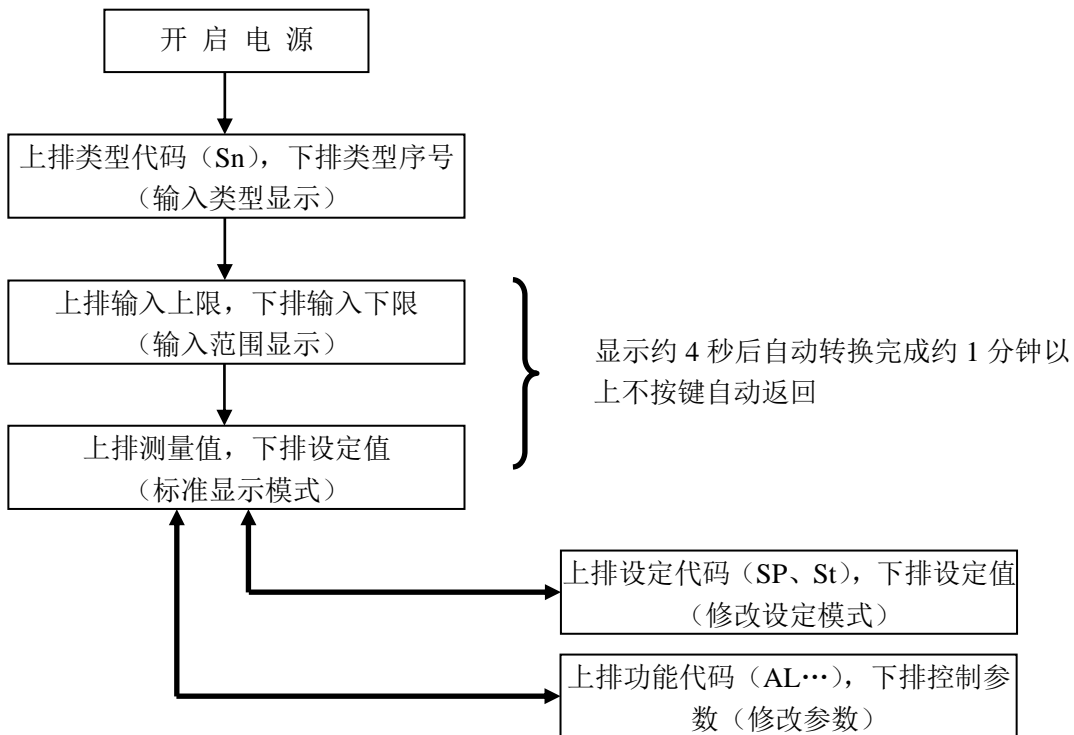 开 启 电 源
上排类型代码（Sn），下排类型序号
（输入类型显示）
上排输入上限，下排输入下限
（输入范围显示）
显示约 4 秒后自动转换完成约 1 分钟以
上不按键自动返回
上排测量值，下排设定值
（标准显示模式）
上排设定代码（SP、St），下排设定值
（修改设定模式）
上排功能代码（AL…），下排控制参
数（修改参数）